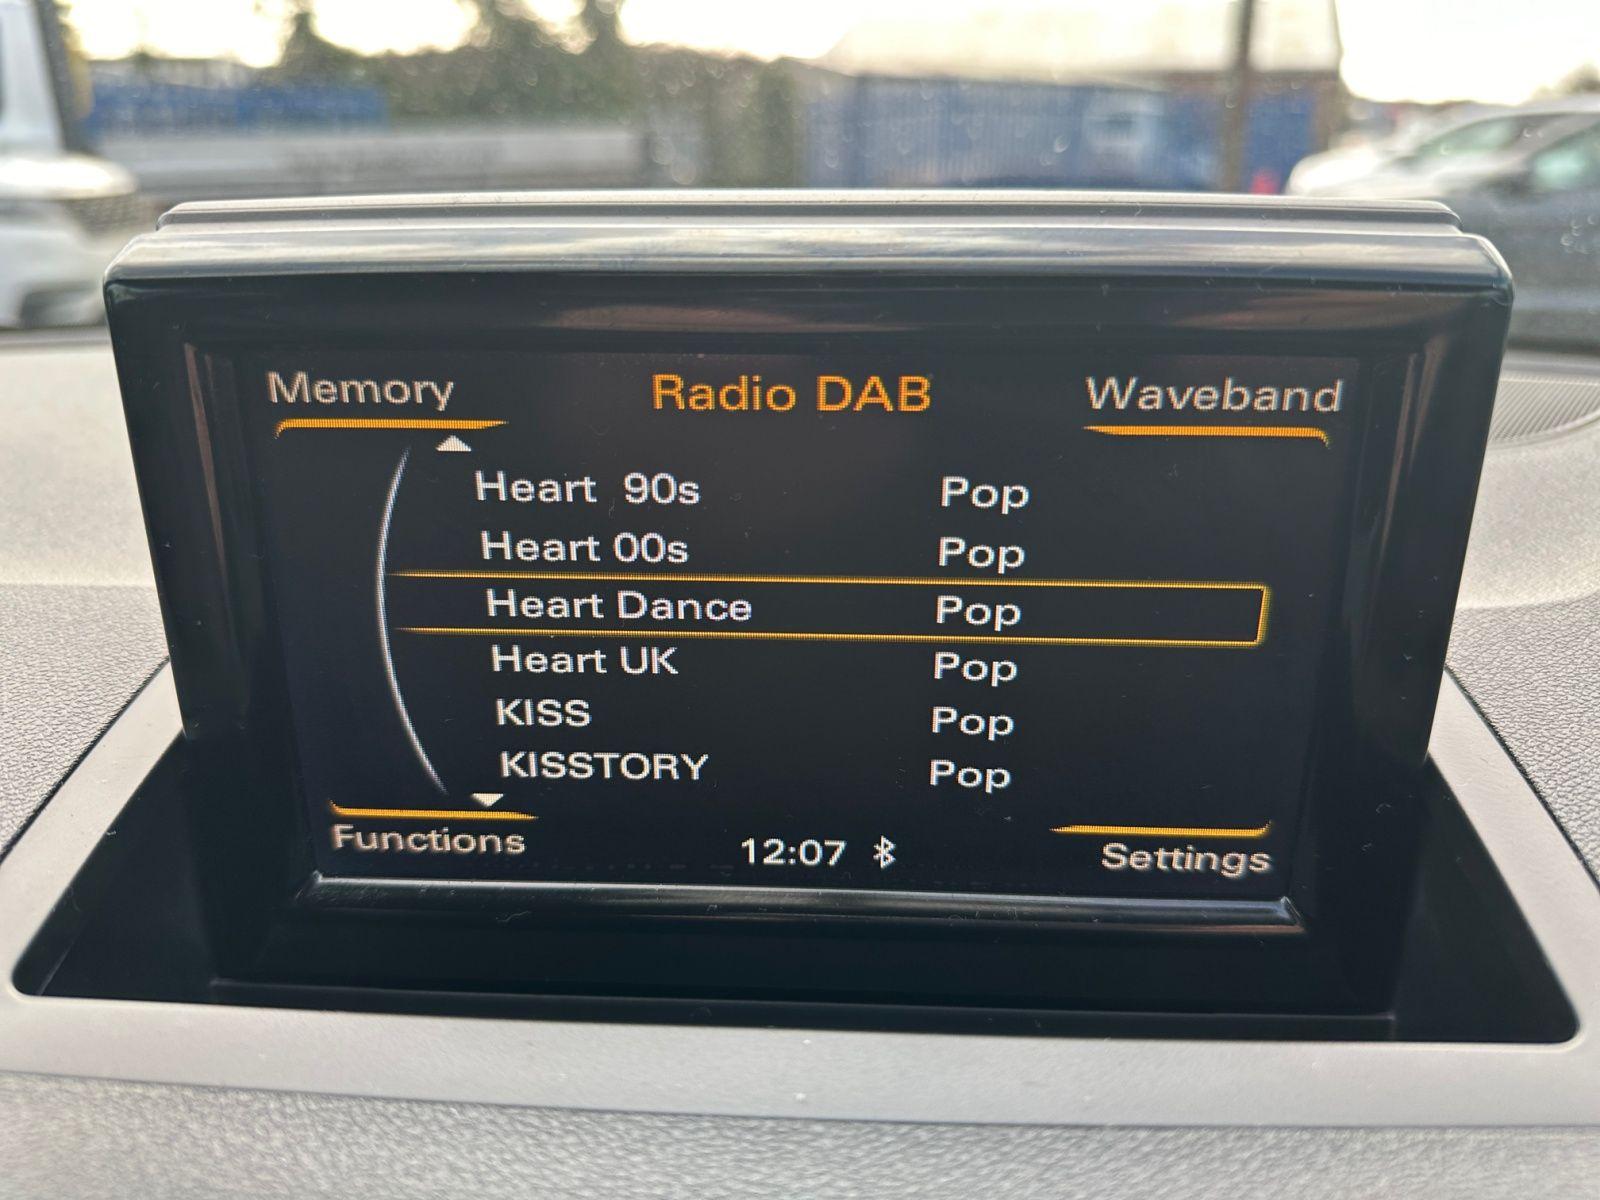 Memory Radio DAB Waveband
Heart 90s Pop
Heart 00s Pop
Heart Dance Pop
Heart UK Pop
KISS Pop
KISSTORY Pop
Functions 12:07 Settings